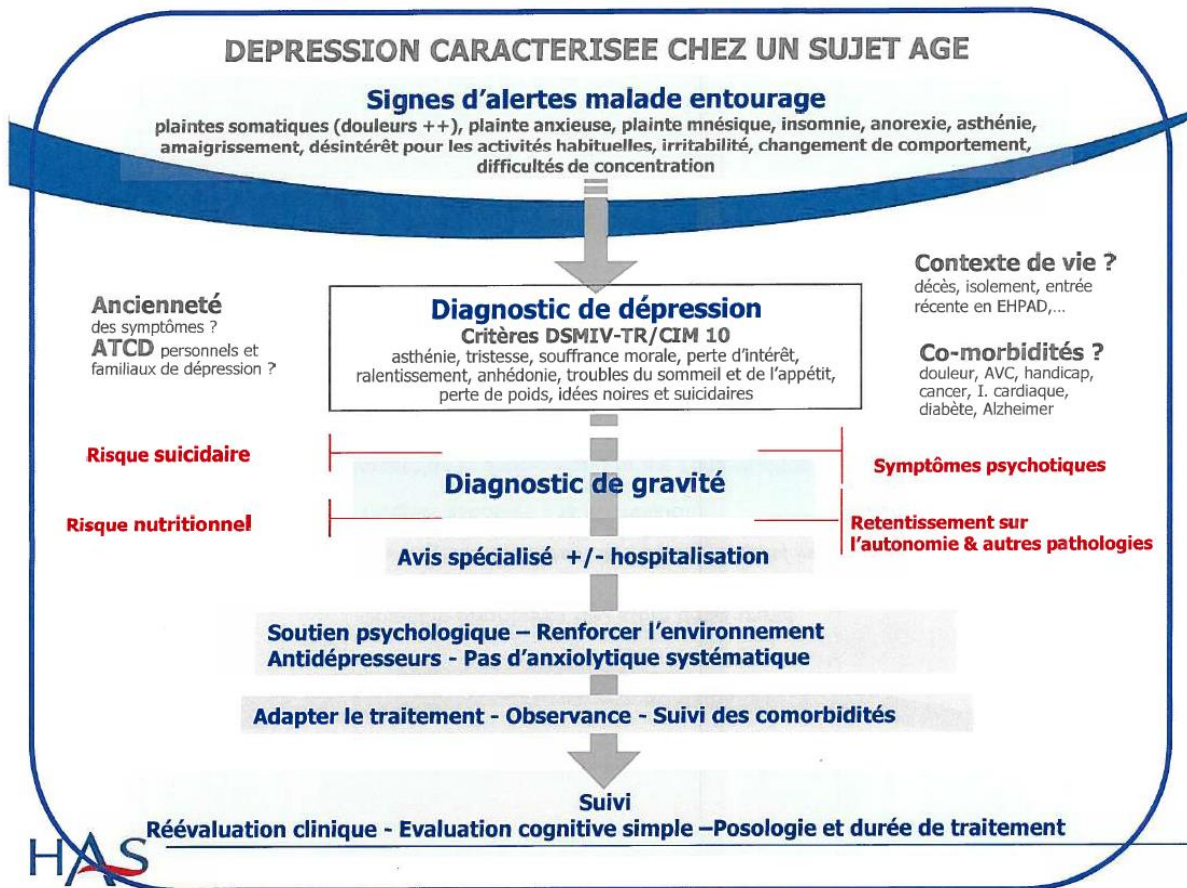 DEPRESSION CARACTERISEE CHEZ UN SUJET AGE
Signes d'alertes malade entourage
plaintes somatiques (douleurs ++), plainte anxieuse, plainte mnésique, insomnie, anorexie, asthénie,
amaigrissement, désintérêt pour les activités habituelles, irritabilité, changement de comportement,
difficultés de concentration
Ancienneté
des symptômes ?
ATCD personnels et
familiaux de dépression ?
Diagnostic de dépression
Critères DSMIV-TR/CIM 10
asthénie, tristesse, souffrance morale, perte d'intérêt,
ralentissement, anhédonie, troubles du sommeil et de l'appétit,
perte de poids, idées noires et suicidaires
Contexte de vie ?
décès, isolement, entrée
récente en EHPAD,...
Co-morbidités ?
douleur, AVC, handicap,
cancer, I. cardiaque,
diabète, Alzheimer
Risque suicidaire
Symptômes psychotiques
Diagnostic de gravité
Risque nutritionnel
Retentissement sur
l'autonomie & autres pathologies
Avis spécialisé +/- hospitalisation
Soutien psychologique – Renforcer l'environnement
Antidépresseurs - Pas d'anxiolytique systématique
Adapter le traitement - Observance - Suivi des comorbidités
Suivi
Réévaluation clinique - Evaluation cognitive simple –Posologie et durée de traitement
HAS